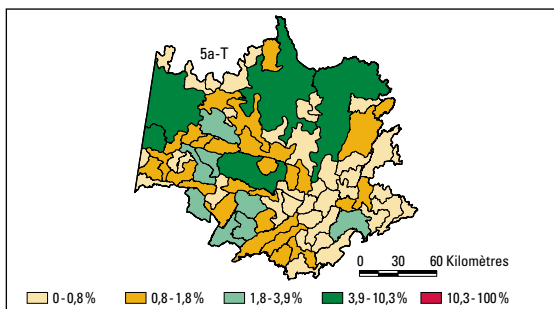 5a-T
0 30 60 Kilomètres
0 - 0,8 % 0,8 - 1,8 % 1,8 - 3,9 % 3,9 - 10,3 % 10,3 - 100 %